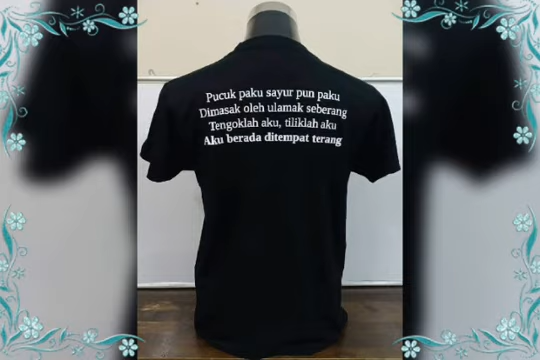 Pucuk paku sayur pun paku
Dimasak oleh ulamak seberang
Tengoklah aku, tiliklah aku
Aku berada ditempat terang